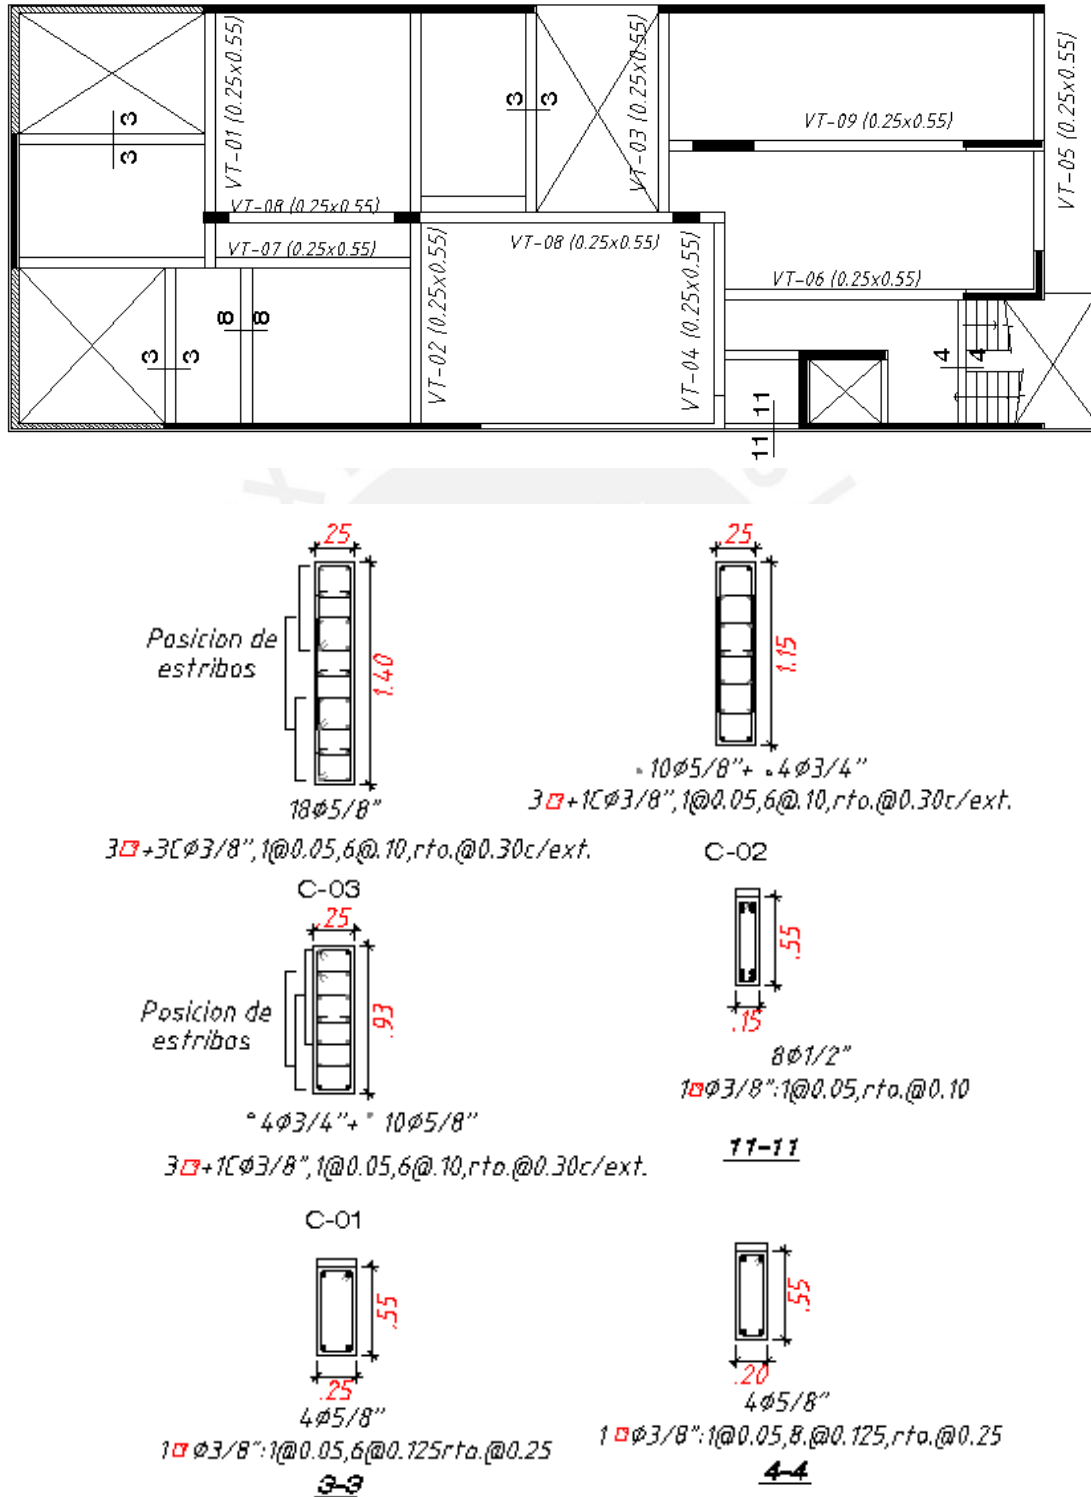 VT-01 (0.25x0.55)
VT-03 (0.25x0.55)
VT-05 (0.25x0.55)
VT-09 (0.25x0.55)
3
3
3 3
VT-08 (0.25x0.55)
VT-07 (0.25x0.55)
VT-08 (0.25x0.55)
VT-06 (0.25x0.55)
VT-02 (0.25x0.55)
VT-04 (0.25x0.55)
8 8
3 3
4 4
11 11
.25
Posicion de
estribos
1.40
18ø5/8"
3 +3[ø3/8",1@0.05,6@.10,rto.@0.30c/ext.
C-03
.25
1.15
10ø5/8"+ 4ø3/4"
3 +1[ø3/8",1@0.05,6@.10,rto.@0.30c/ext.
C-02
.25
Posicion de
estribos
.93
4ø3/4"+ 10ø5/8"
3 +1[ø3/8",1@0.05,6@.10,rto.@0.30c/ext.
C-01
.55
.15
8ø1/2"
1 ø3/8":1@0.05,rto.@0.10
11-11
.55
.25
4ø5/8"
1 ø3/8":1@0.05,6@0.125rto.@0.25
3-3
.55
.20
4ø5/8"
1 ø3/8":1@0.05,8.@0.125,rto.@0.25
4-4